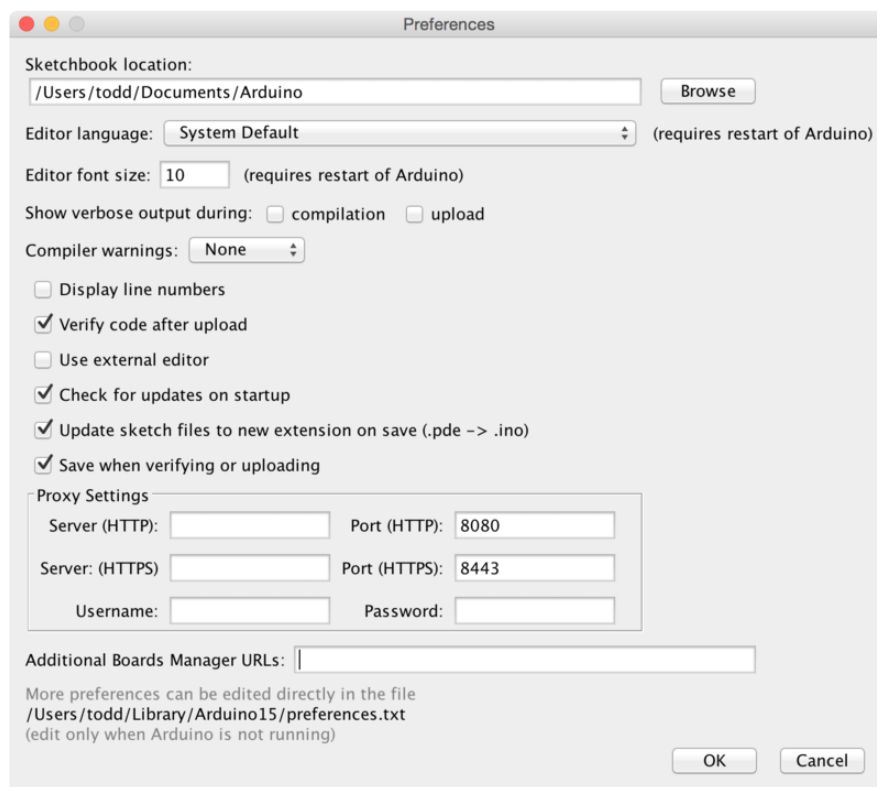 Preferences
Sketchbook location:
/Users/todd/Documents/Arduino Browse
Editor language: System Default (requires restart of Arduino)
Editor font size: 10 (requires restart of Arduino)
Show verbose output during: compilation upload
Compiler warnings: None
Display line numbers
Verify code after upload
Use external editor
Check for updates on startup
Update sketch files to new extension on save (.pde -> .ino)
Save when verifying or uploading
Proxy Settings
Server (HTTP): Port (HTTP): 8080
Server: (HTTPS) Port (HTTPS): 8443
Username: Password:
Additional Boards Manager URLs:
More preferences can be edited directly in the file
/Users/todd/Library/Arduino15/preferences.txt
(edit only when Arduino is not running)
OK Cancel